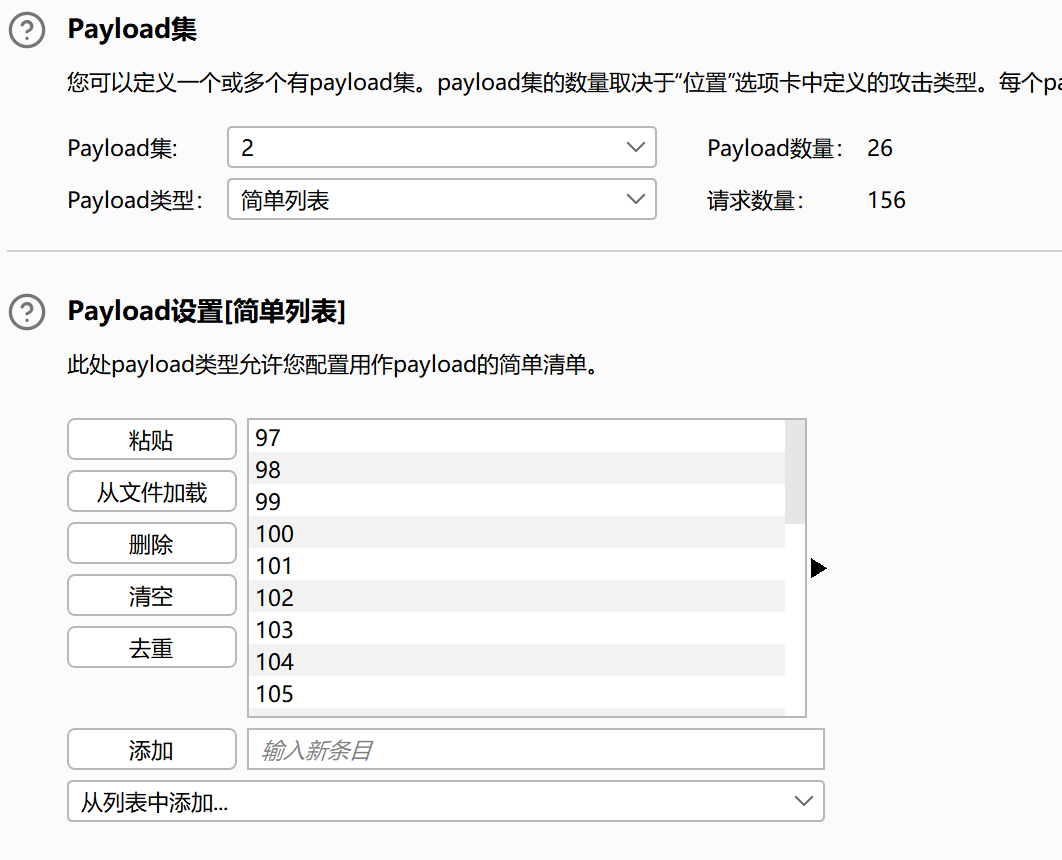 Payload集
您可以定义一个或多个有payload集。payload集的数量取决于“位置”选项卡中定义的攻击类型。每个pa
Payload集: 2 Payload数量: 26
Payload类型: 简单列表 请求数量: 156
Payload设置[简单列表]
此处payload类型允许您配置用作payload的简单清单。
粘贴
从文件加载
删除
清空
去重
97
98
99
100
101
102
103
104
105
添加 输入新条目
从列表中添加...